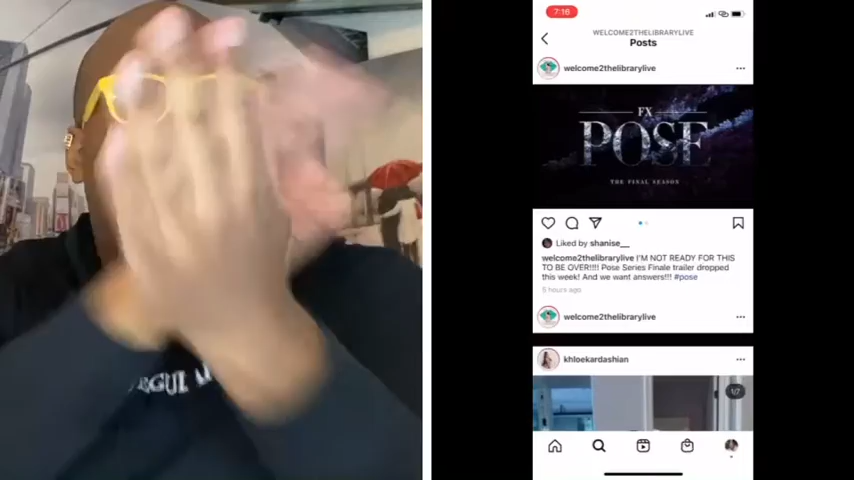 7:16
WELCOME2THELIBRARYLIVE
Posts
welcome2thelibrarylive
FX
POSE
THE FINAL SEASON
Liked by shanise__
welcome2thelibrarylive I'M NOT READY FOR THIS
TO BE OVER!!!! Pose Series Finale trailer dropped
this week! And we want answers!!! #pose
5 hours ago
welcome2thelibrarylive
khloekardashian
1/7